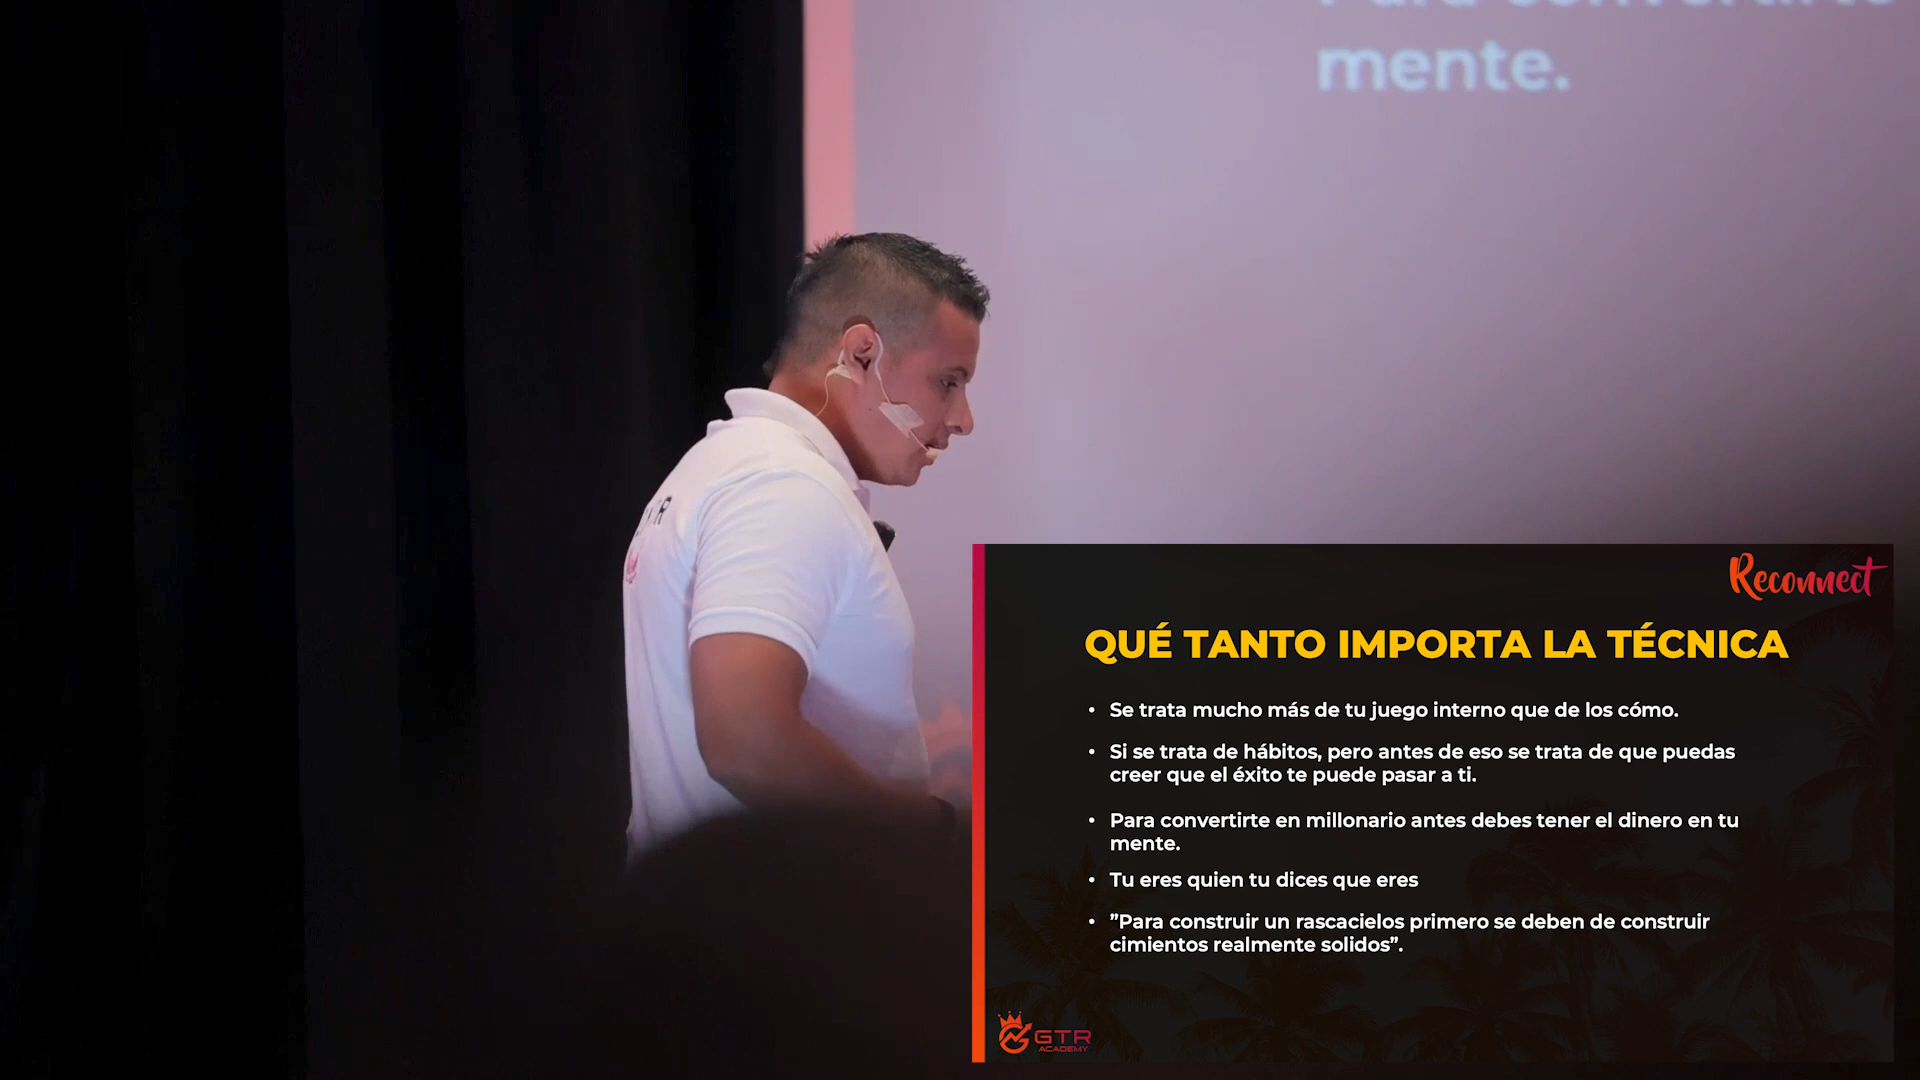 mente.
Reconnect
QUÉ TANTO IMPORTA LA TÉCNICA
• Se trata mucho más de tu juego interno que de los cómo.
• Si se trata de hábitos, pero antes de eso se trata de que puedas
creer que el éxito te puede pasar a ti.
• Para convertirte en millonario antes debes tener el dinero en tu
mente.
• Tu eres quien tu dices que eres
• ”Para construir un rascacielos primero se deben de construir
cimientos realmente solidos”.
GTR
ACADEMY